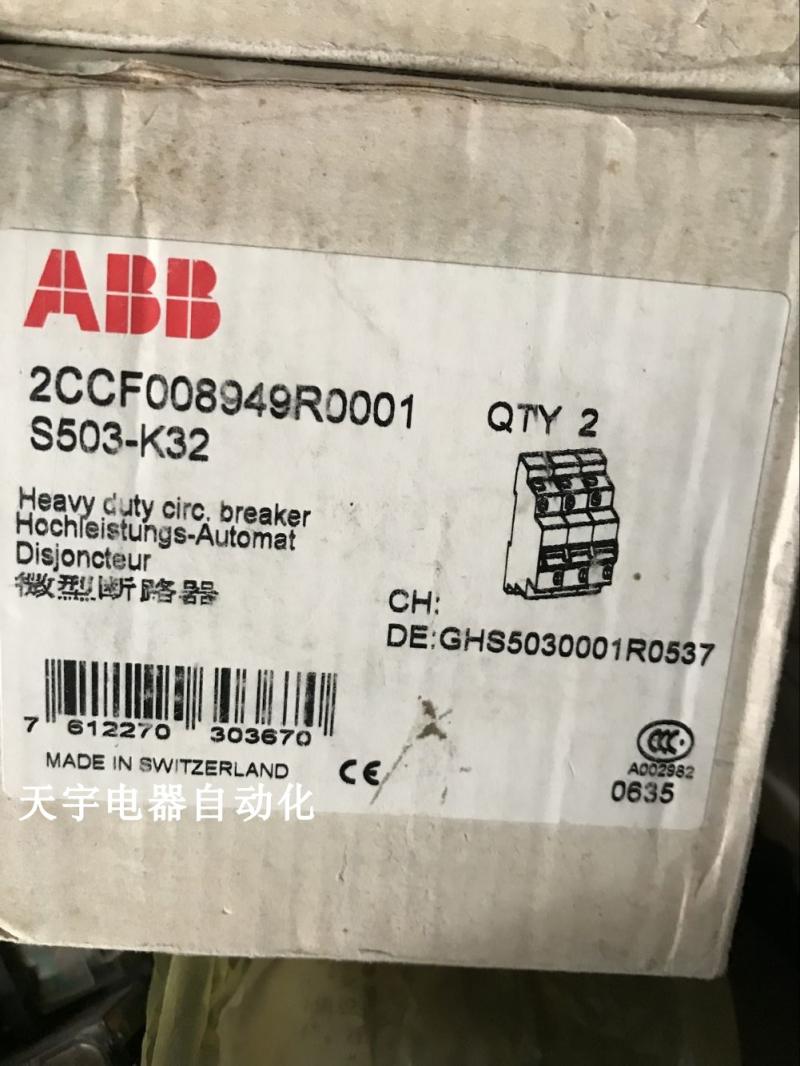 ABB
2CCF008949R0001
S503-K32
QTY 2
Heavy duty circ. breaker
Hochleistungs-Automat
Disjoncteur
微型断路器
CH:
DE:GHS5030001R0537
7 612270 303670
MADE IN SWITZERLAND
CE
CCC
A002982
0635
天宇电器自动化